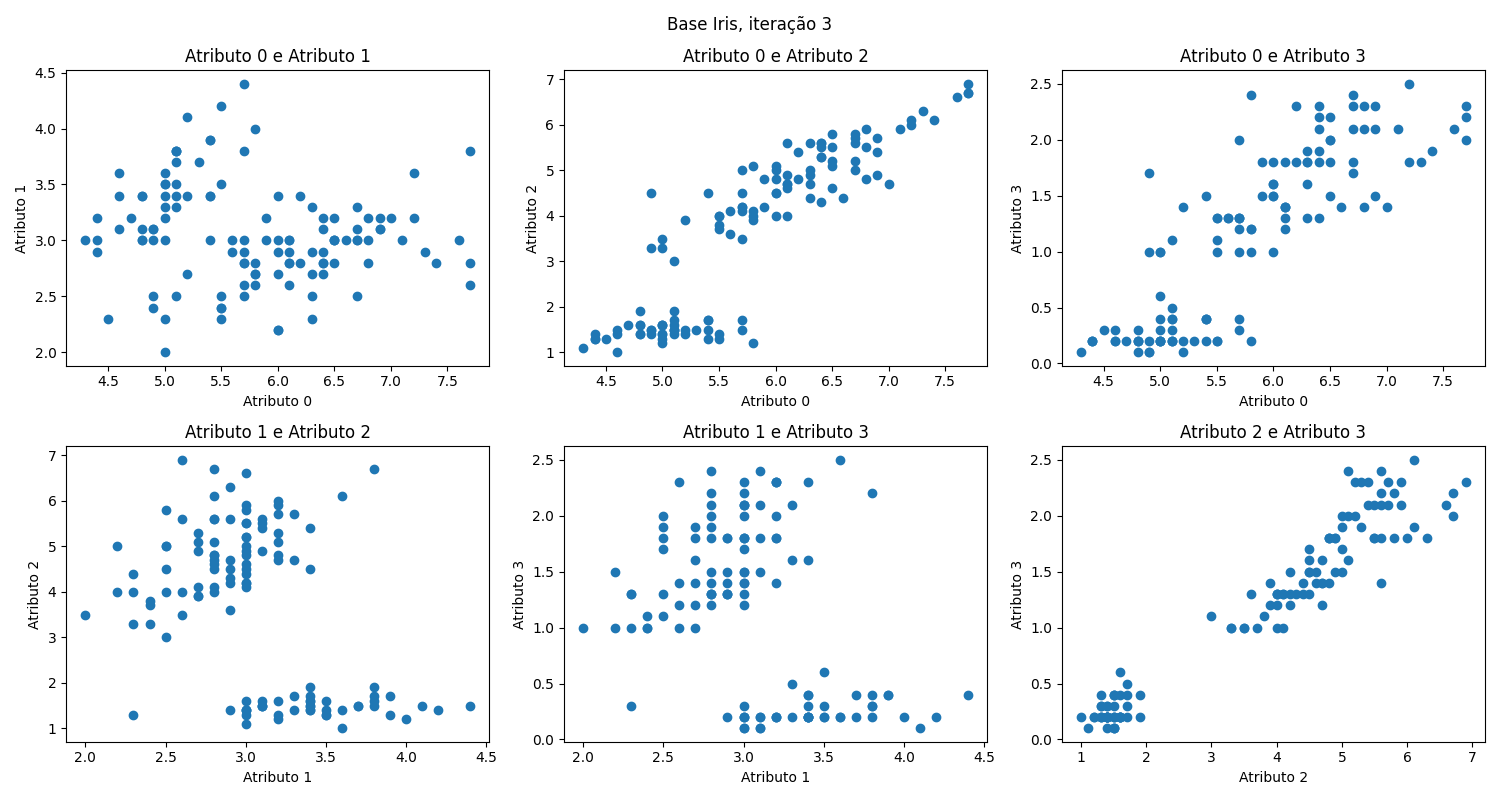 Base Iris, iteração 3
Atributo 0 e Atributo 1
Atributo 0 e Atributo 2
Atributo 0 e Atributo 3
4.5
4.0
3.5
3.0
2.5
2.0
Atributo 1
4.5 5.0 5.5 6.0 6.5 7.0 7.5
Atributo 0
7
6
5
4
3
2
1
Atributo 2
4.5 5.0 5.5 6.0 6.5 7.0 7.5
Atributo 0
2.5
2.0
1.5
1.0
0.5
0.0
Atributo 3
4.5 5.0 5.5 6.0 6.5 7.0 7.5
Atributo 0
Atributo 1 e Atributo 2
Atributo 1 e Atributo 3
Atributo 2 e Atributo 3
7
6
5
4
3
2
1
Atributo 2
2.0 2.5 3.0 3.5 4.0 4.5
Atributo 1
2.5
2.0
1.5
1.0
0.5
0.0
Atributo 3
2.0 2.5 3.0 3.5 4.0 4.5
Atributo 1
2.5
2.0
1.5
1.0
0.5
0.0
Atributo 3
1 2 3 4 5 6 7
Atributo 2